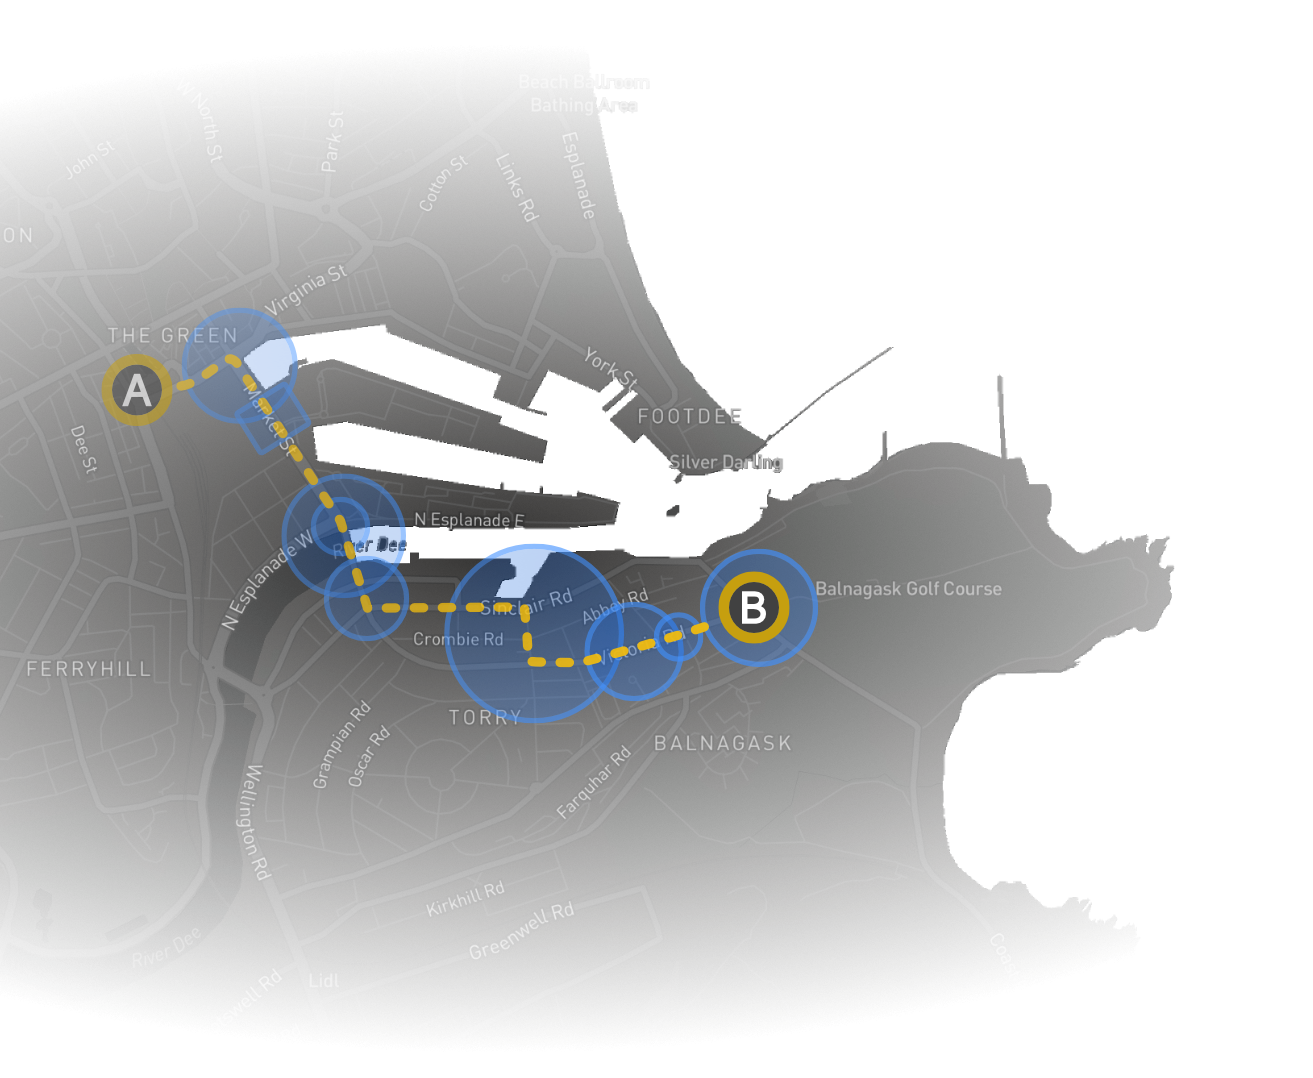 Beach Ballroom
Bathing Area
W North St
Park St
John St
Cotton St
Links Rd
Esplanade
ON
Virginia St
THE GREEN
A
Market St
York St
FOOTDEE
Dee St
Silver Darling
N Esplanade E
River Dee
N Esplanade W
Sinclair Rd
Abbey Rd
B
Balnagask Golf Course
Crombie Rd
Victoria Rd
FERRYHILL
TORRY
BALNAGASK
Grampian Rd
Oscar Rd
Farquhar Rd
Wellington Rd
Kirkhill Rd
Greenwell Rd
River Dee
Lidl
well Rd